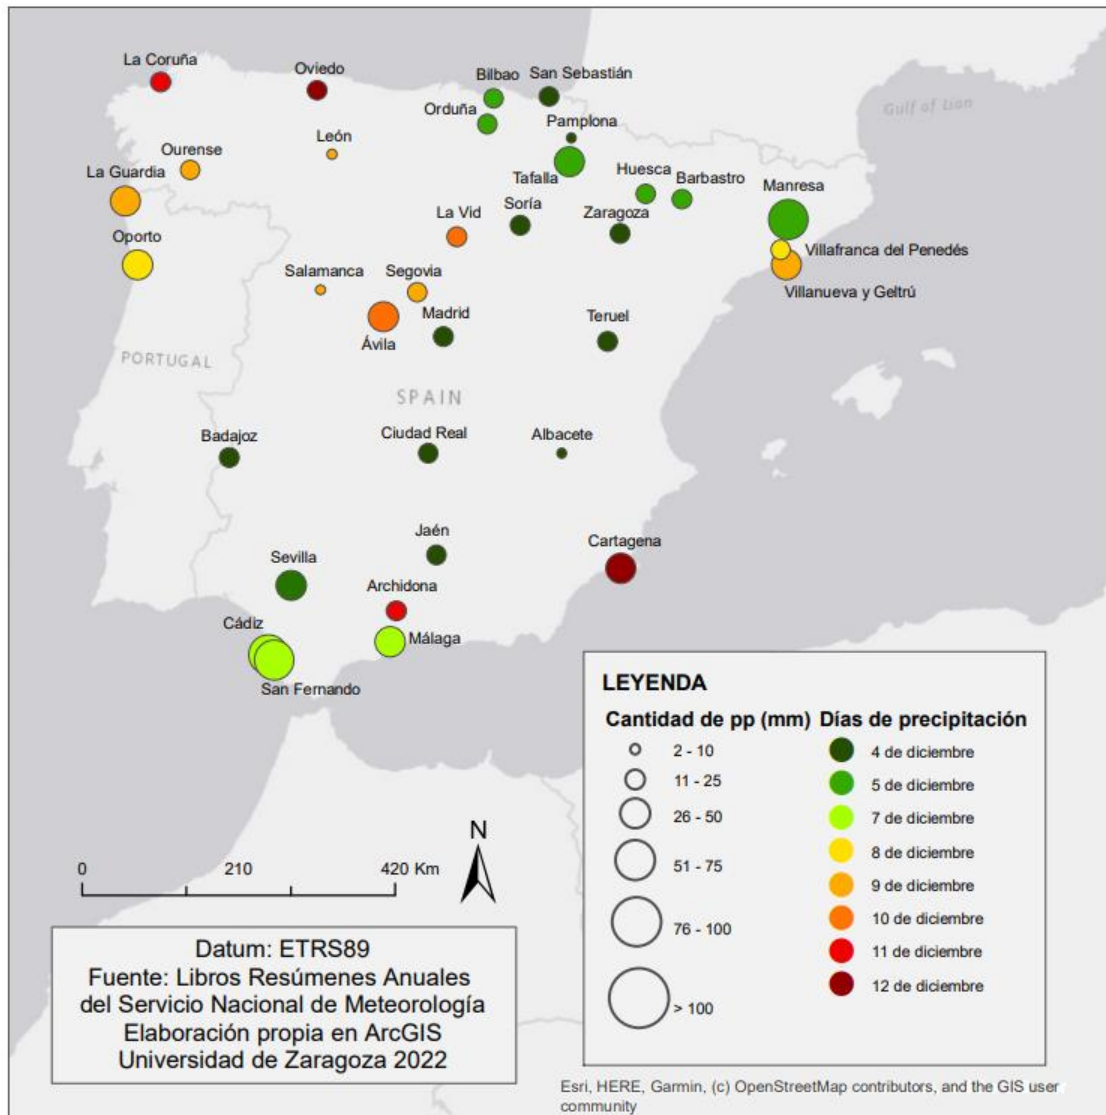 La Coruña
Oviedo
Bilbao
San Sebastián
Gulf of Lion
Orduña
Pamplona
León
Ourense
La Guardia
Tafalla
Huesca
Barbastro
Manresa
Soría
La Vid
Zaragoza
Oporto
Villafranca del Penedés
Salamanca
Segovia
Villanueva y Geltrú
Madrid
Teruel
Ávila
PORTUGAL
SPAIN
Badajoz
Ciudad Real
Albacete
Jaén
Cartagena
Sevilla
Archidona
Cádiz
Málaga
San Fernando
LEYENDA
Cantidad de pp (mm)
2 - 10
11 - 25
26 - 50
51 - 75
76 - 100
> 100
Días de precipitación
4 de diciembre
5 de diciembre
7 de diciembre
8 de diciembre
9 de diciembre
10 de diciembre
11 de diciembre
12 de diciembre
N
0 210 420 Km
Datum: ETRS89
Fuente: Libros Resúmenes Anuales
del Servicio Nacional de Meteorología
Elaboración propia en ArcGIS
Universidad de Zaragoza 2022
Esri, HERE, Garmin, (c) OpenStreetMap contributors, and the GIS user
community